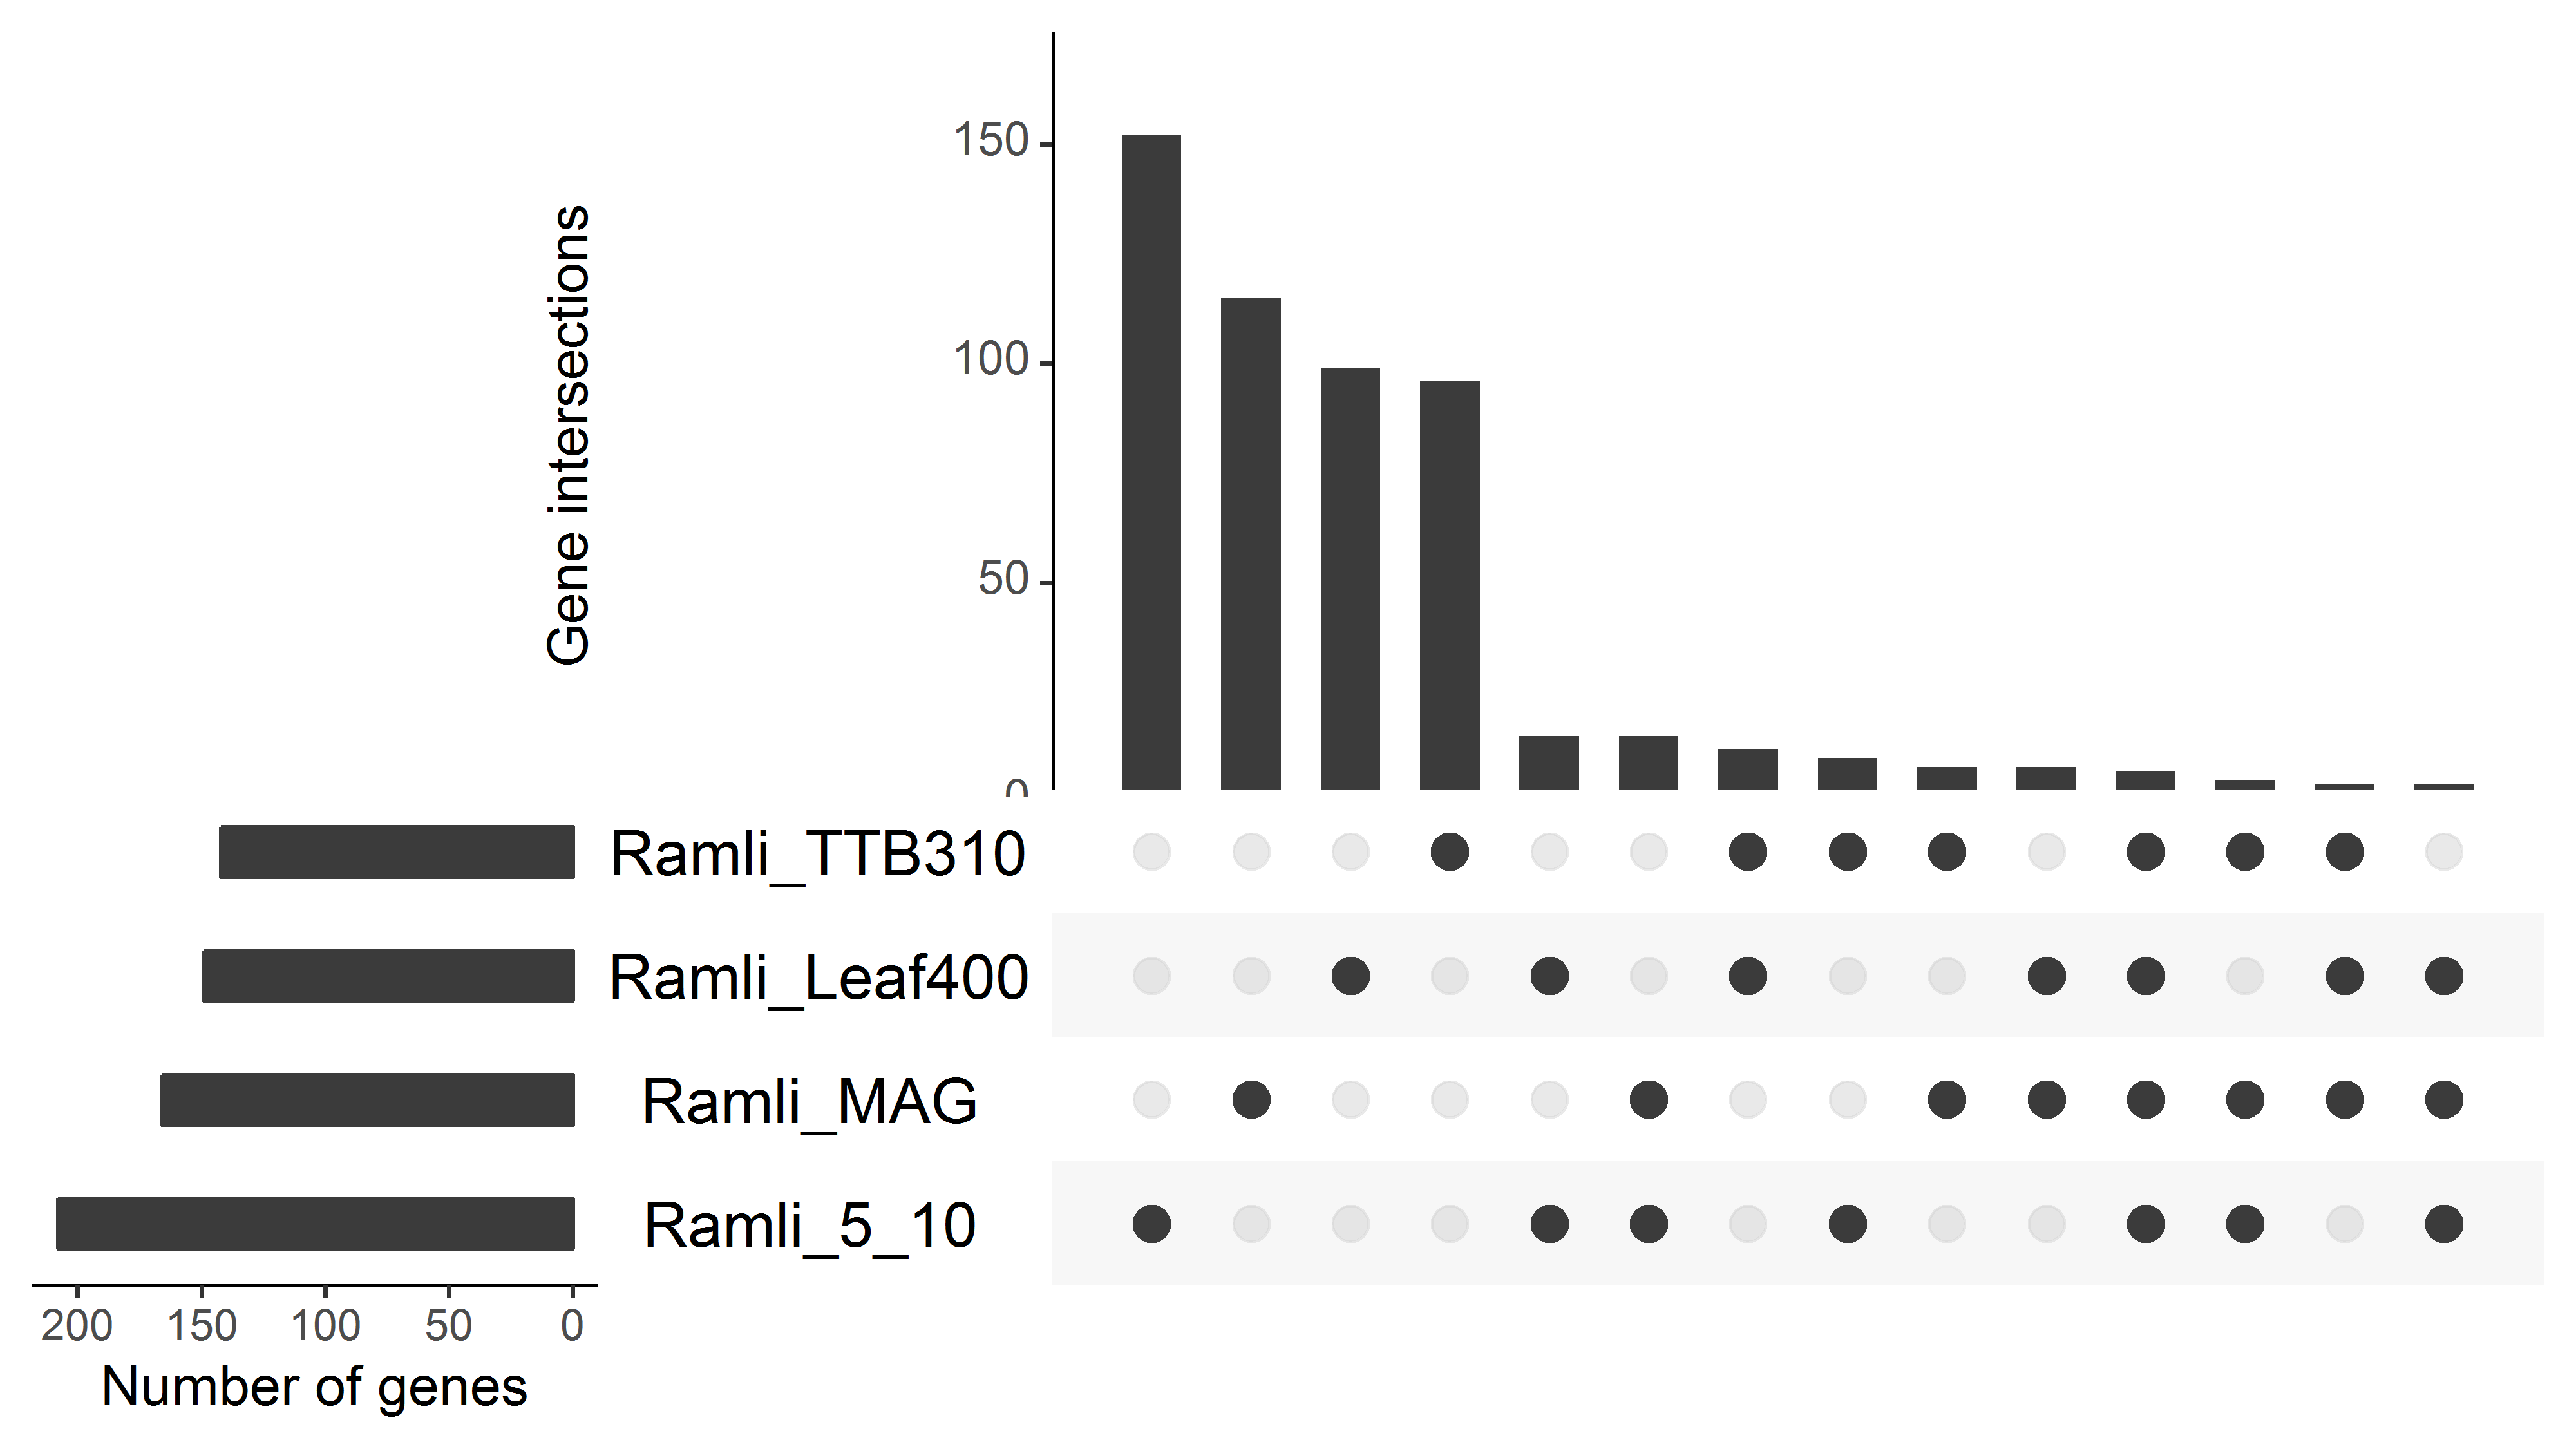 Gene intersections
150
100
50
0
Ramli_TTB310
Ramli_Leaf400
Ramli_MAG
Ramli_5_10
200 150 100 50 0
Number of genes